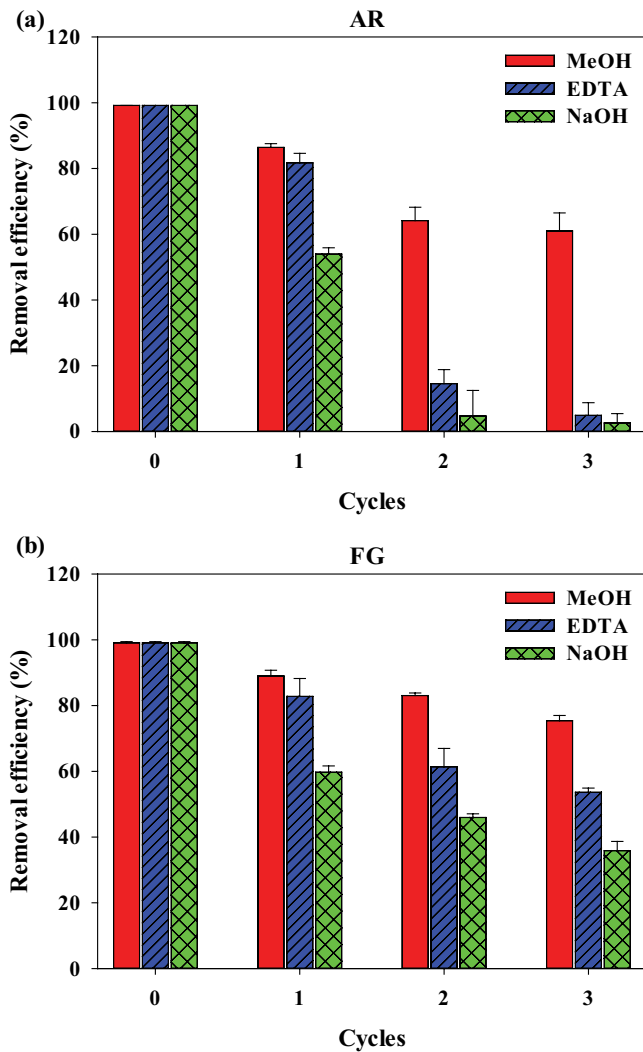 (a)
AR
120
100
80
60
40
20
0
Removal efficiency (%)
MeOH
EDTA
NaOH
0 1 2 3
Cycles
(b)
FG
120
100
80
60
40
20
0
Removal efficiency (%)
MeOH
EDTA
NaOH
0 1 2 3
Cycles